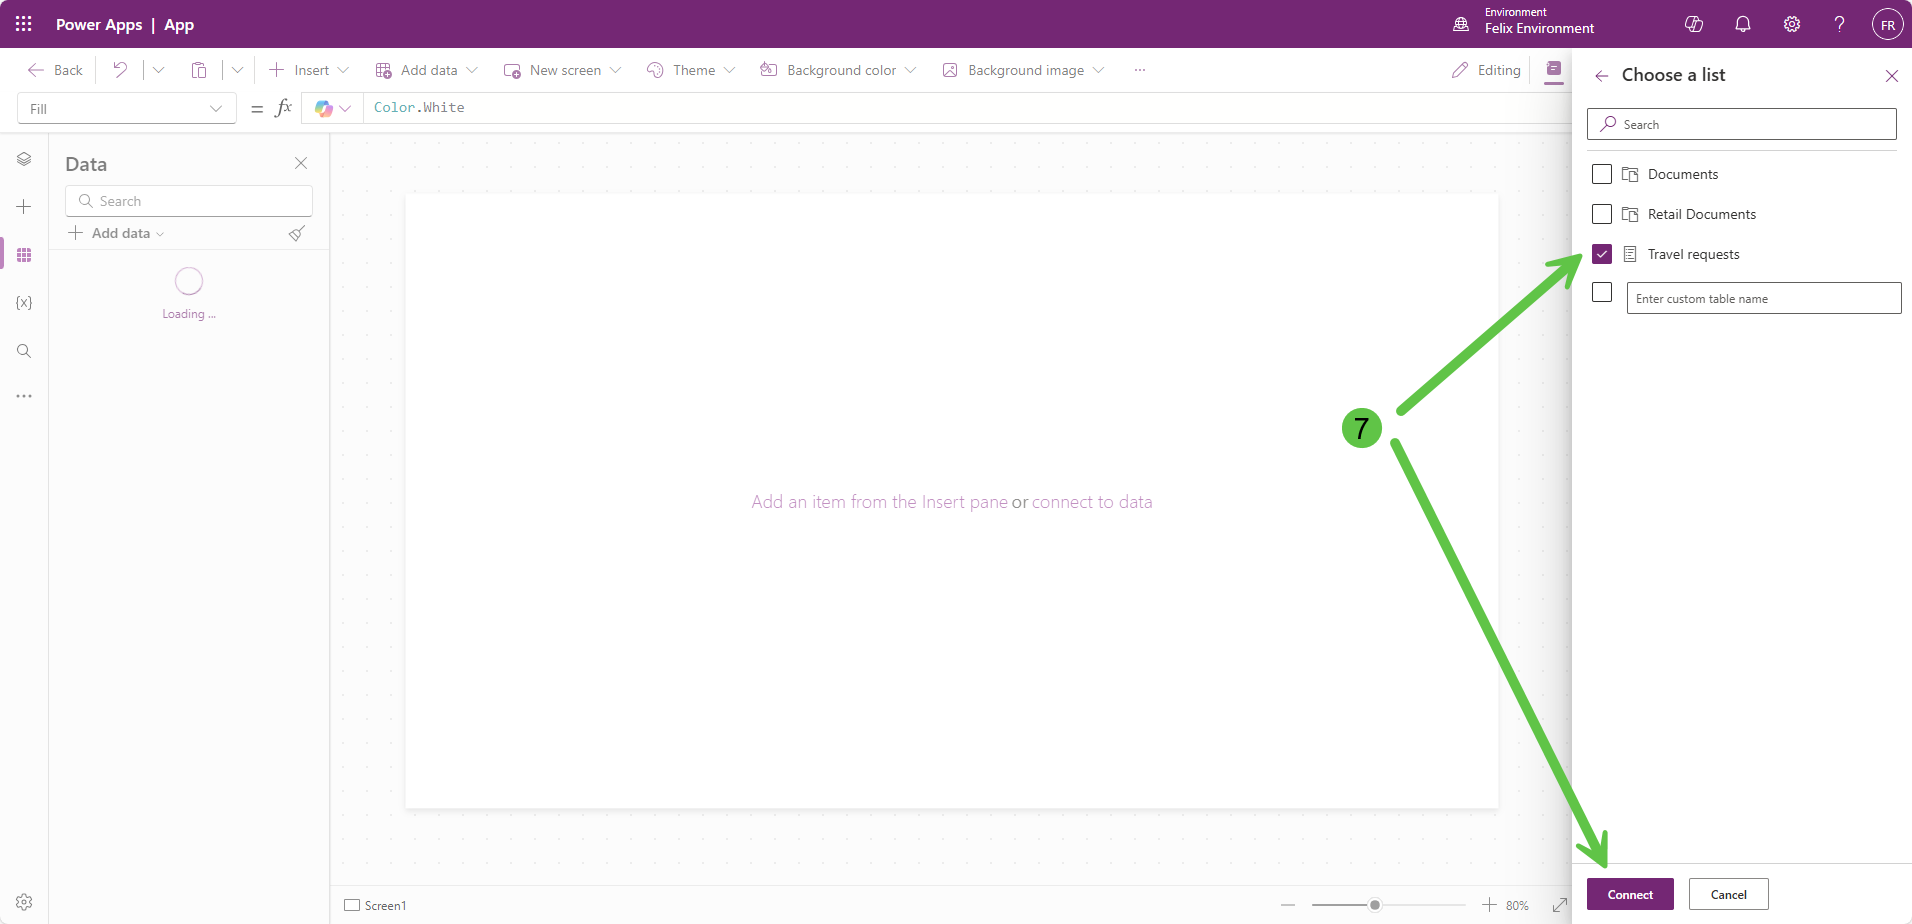 Power Apps | App
Environment
Felix Environment
FR
Back
Insert
Add data
New screen
Theme
Background color
Background image
...
Editing
Fill
= fx
Color.White
Data
Search
Add data
Loading ...
{x}
Add an item from the Insert pane or connect to data
7
Choose a list
Search
Documents
Retail Documents
Travel requests
Enter custom table name
Connect
Cancel
Screen1
80%